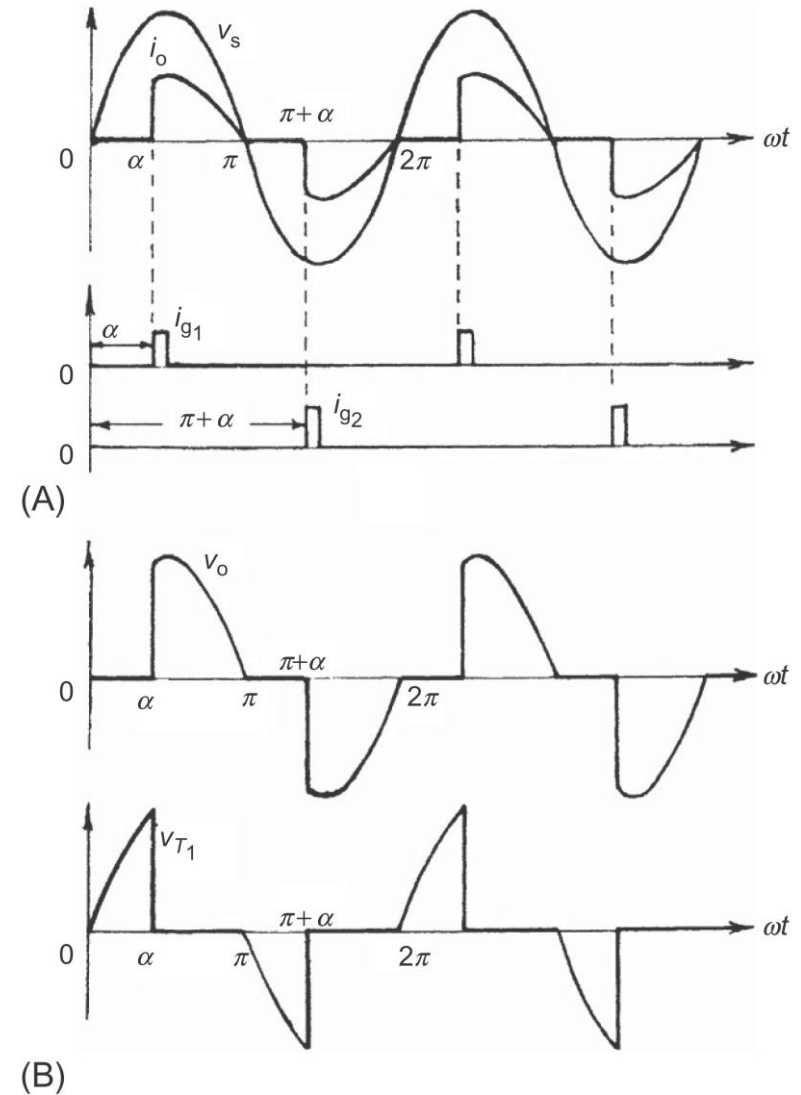 v_s
i_o
π + α
0 α π 2π ωt
α i_g1
0
π + α i_g2
0
(A)
v_o
π+α
0 α π 2π ωt
v_T1
π + α
0 α π 2π ωt
(B)